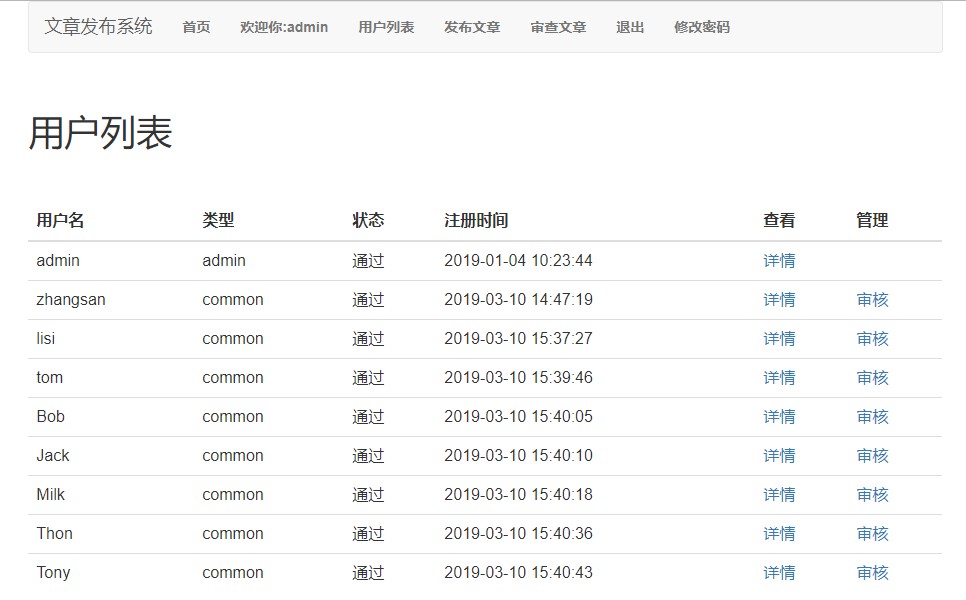 文章发布系统 首页 欢迎你:admin 用户列表 发布文章 审查文章 退出 修改密码
用户列表
用户名 类型 状态 注册时间 查看 管理
admin admin 通过 2019-01-04 10:23:44 详情
zhangsan common 通过 2019-03-10 14:47:19 详情 审核
lisi common 通过 2019-03-10 15:37:27 详情 审核
tom common 通过 2019-03-10 15:39:46 详情 审核
Bob common 通过 2019-03-10 15:40:05 详情 审核
Jack common 通过 2019-03-10 15:40:10 详情 审核
Milk common 通过 2019-03-10 15:40:18 详情 审核
Thon common 通过 2019-03-10 15:40:36 详情 审核
Tony common 通过 2019-03-10 15:40:43 详情 审核